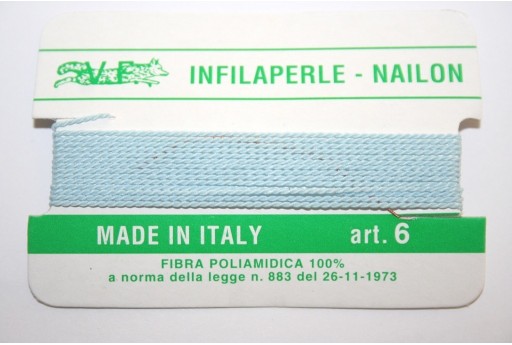 INFILAPERLE - NAILON
MADE IN ITALY art. 6
FIBRA POLIAMIDICA 100%
a norma della legge n. 883 del 26-11-1973